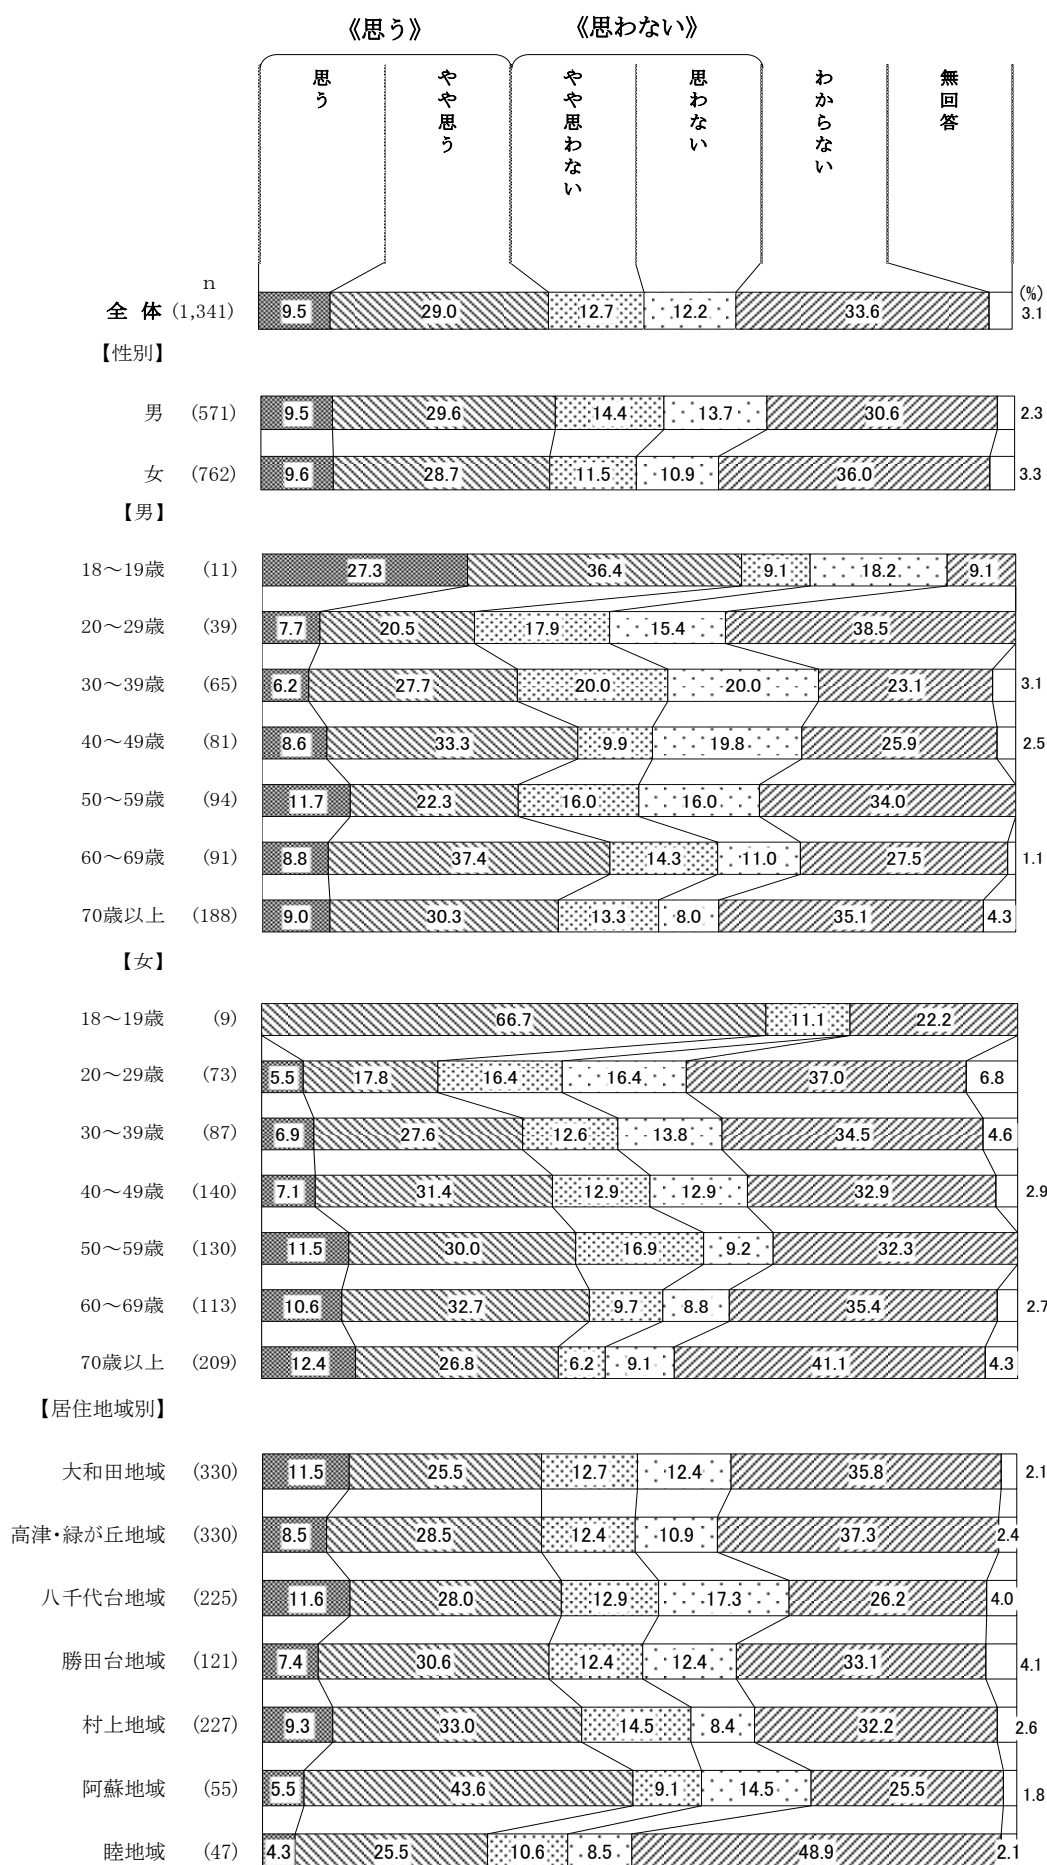 《思う》 《思わない》
思う やや思う やや思わない 思わない わからない 無回答
n
(%)
全 体 (1,341) 9.5 29.0 12.7 12.2 33.6 3.1
【性別】
男 (571) 9.5 29.6 14.4 13.7 30.6 2.3
女 (762) 9.6 28.7 11.5 10.9 36.0 3.3
【男】
18～19歳 (11) 27.3 36.4 9.1 18.2 9.1
20～29歳 (39) 7.7 20.5 17.9 15.4 38.5
30～39歳 (65) 6.2 27.7 20.0 20.0 23.1 3.1
40～49歳 (81) 8.6 33.3 9.9 19.8 25.9 2.5
50～59歳 (94) 11.7 22.3 16.0 16.0 34.0
60～69歳 (91) 8.8 37.4 14.3 11.0 27.5 1.1
70歳以上 (188) 9.0 30.3 13.3 8.0 35.1 4.3
【女】
18～19歳 (9) 66.7 11.1 22.2
20～29歳 (73) 5.5 17.8 16.4 16.4 37.0 6.8
30～39歳 (87) 6.9 27.6 12.6 13.8 34.5 4.6
40～49歳 (140) 7.1 31.4 12.9 12.9 32.9 2.9
50～59歳 (130) 11.5 30.0 16.9 9.2 32.3
60～69歳 (113) 10.6 32.7 9.7 8.8 35.4 2.7
70歳以上 (209) 12.4 26.8 6.2 9.1 41.1 4.3
【居住地域別】
大和田地域 (330) 11.5 25.5 12.7 12.4 35.8 2.1
高津・緑が丘地域 (330) 8.5 28.5 12.4 10.9 37.3 2.4
八千代台地域 (225) 11.6 28.0 12.9 17.3 26.2 4.0
勝田台地域 (121) 7.4 30.6 12.4 12.4 33.1 4.1
村上地域 (227) 9.3 33.0 14.5 8.4 32.2 2.6
阿蘇地域 (55) 5.5 43.6 9.1 14.5 25.5 1.8
睦地域 (47) 4.3 25.5 10.6 8.5 48.9 2.1